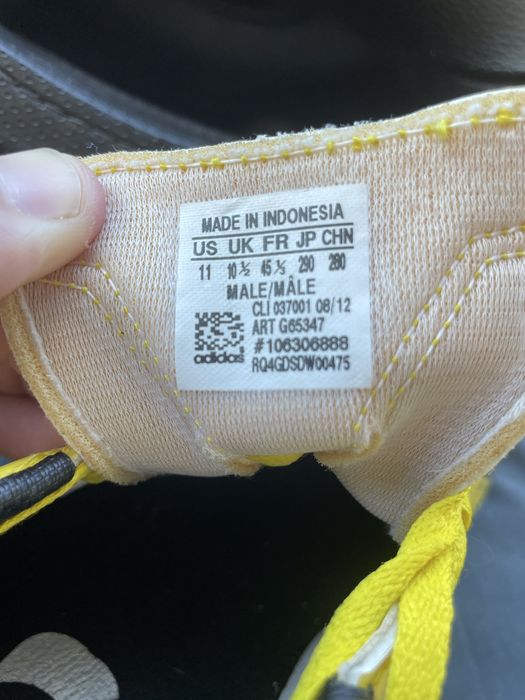 MADE IN INDONESIA
US UK FR JP CHN
11 10½ 45⅓ 290 280
MALE/MÂLE
CLI 037001 08/12
ART G65347
#106306888
adidas RQ4GDSDW00475